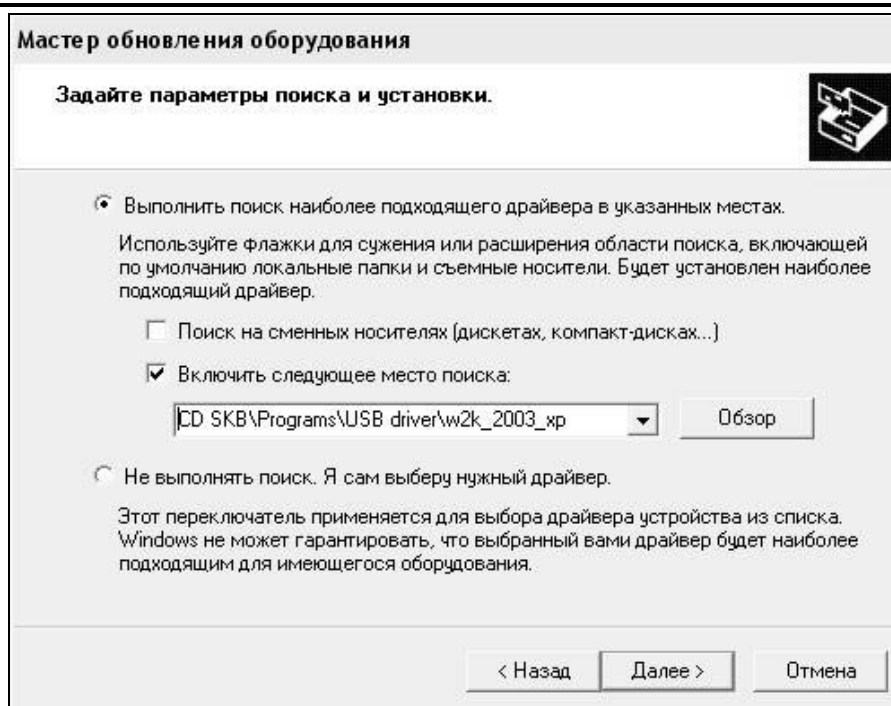 Мастер обновления оборудования
Задайте параметры поиска и установки.
Выполнить поиск наиболее подходящего драйвера в указанных местах.
Используйте флажки для сужения или расширения области поиска, включающей
по умолчанию локальные папки и съемные носители. Будет установлен наиболее
подходящий драйвер.
Поиск на сменных носителях (дискетах, компакт-дисках...)
Включить следующее место поиска:
CD SKB\Programs\USB driver\w2k_2003_xp
Обзор
Не выполнять поиск. Я сам выберу нужный драйвер.
Этот переключатель применяется для выбора драйвера устройства из списка.
Windows не может гарантировать, что выбранный вами драйвер будет наиболее
подходящим для имеющегося оборудования.
< Назад Далее > Отмена